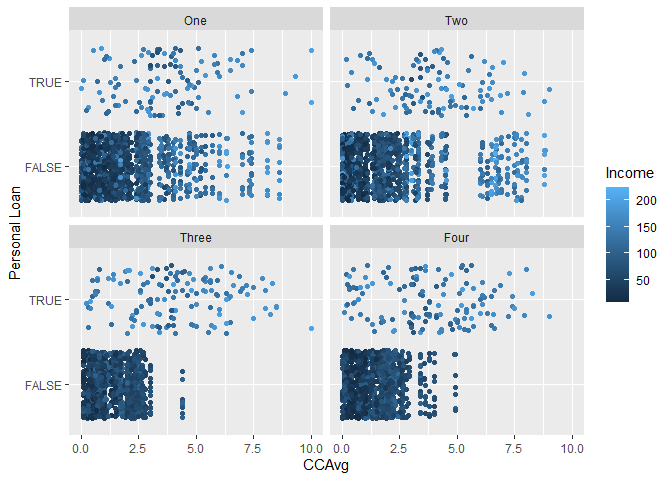 One
Two
TRUE
FALSE
Three
Four
TRUE
FALSE
0.0 2.5 5.0 7.5 10.0 0.0 2.5 5.0 7.5 10.0
CCAvg
Personal Loan
Income
200
150
100
50